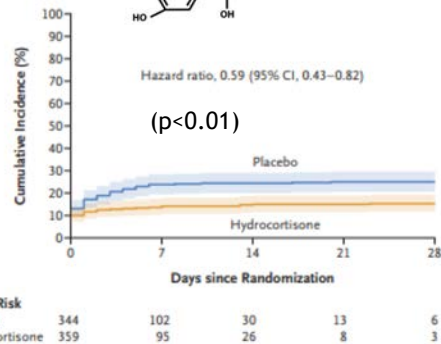 HO
OH
Cumulative Incidence (%)
100
90
80
70
60
50
40
30
20
10
0
Hazard ratio, 0.59 (95% CI, 0.43–0.82)
(p<0.01)
Placebo
Hydrocortisone
0 7 14 21 28
Days since Randomization
Risk
344 102 30 13 6
ortisone 359 95 26 8 3